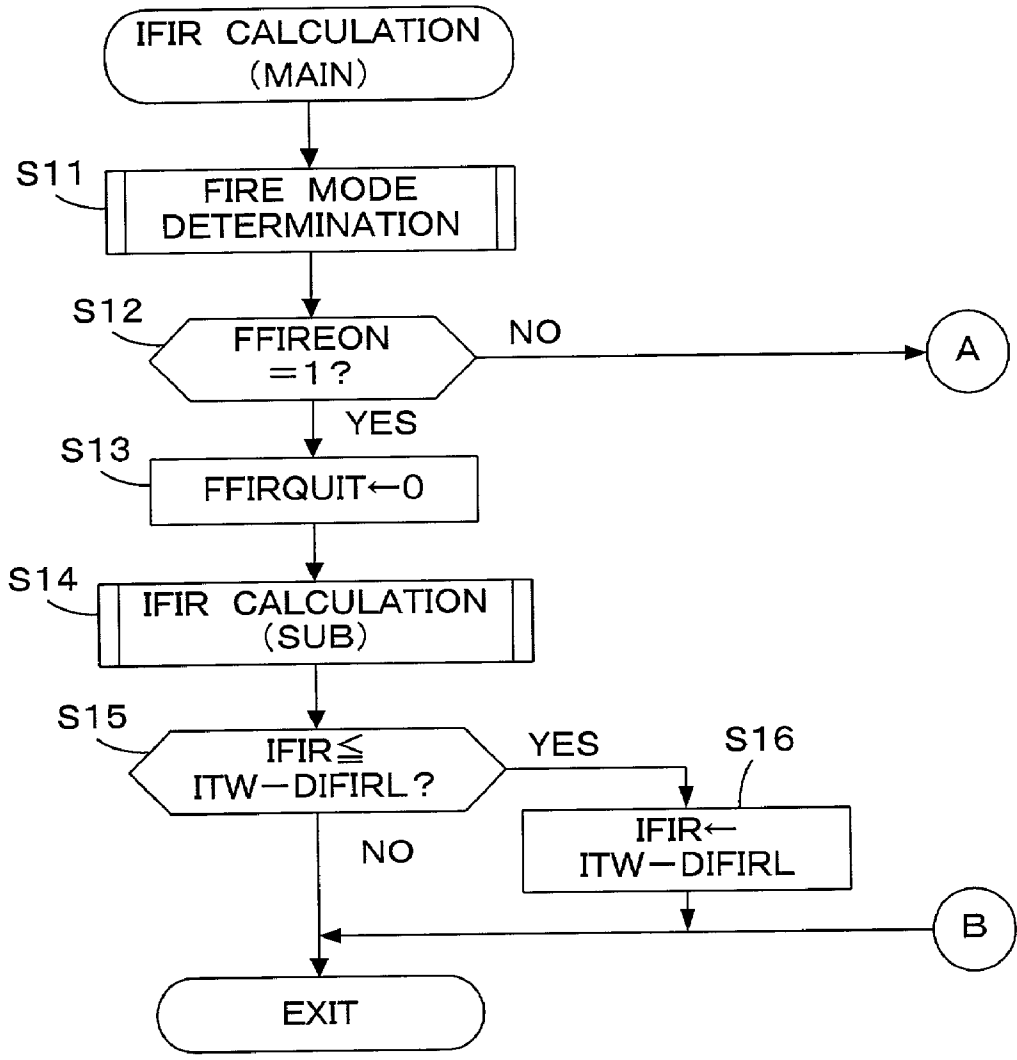 IFIR CALCULATION
(MAIN)
S11
FIRE MODE
DETERMINATION
S12
FFIREON
=1?
NO
A
YES
S13
FFIRQUIT←0
S14
IFIR CALCULATION
(SUB)
S15
IFIR≦
ITW−DIFIRL?
YES
S16
IFIR←
ITW−DIFIRL
NO
B
EXIT